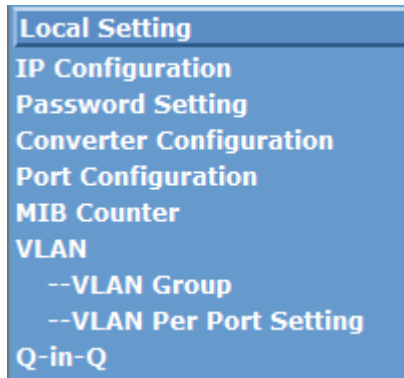 Local Setting
IP Configuration
Password Setting
Converter Configuration
Port Configuration
MIB Counter
VLAN
--VLAN Group
--VLAN Per Port Setting
Q-in-Q